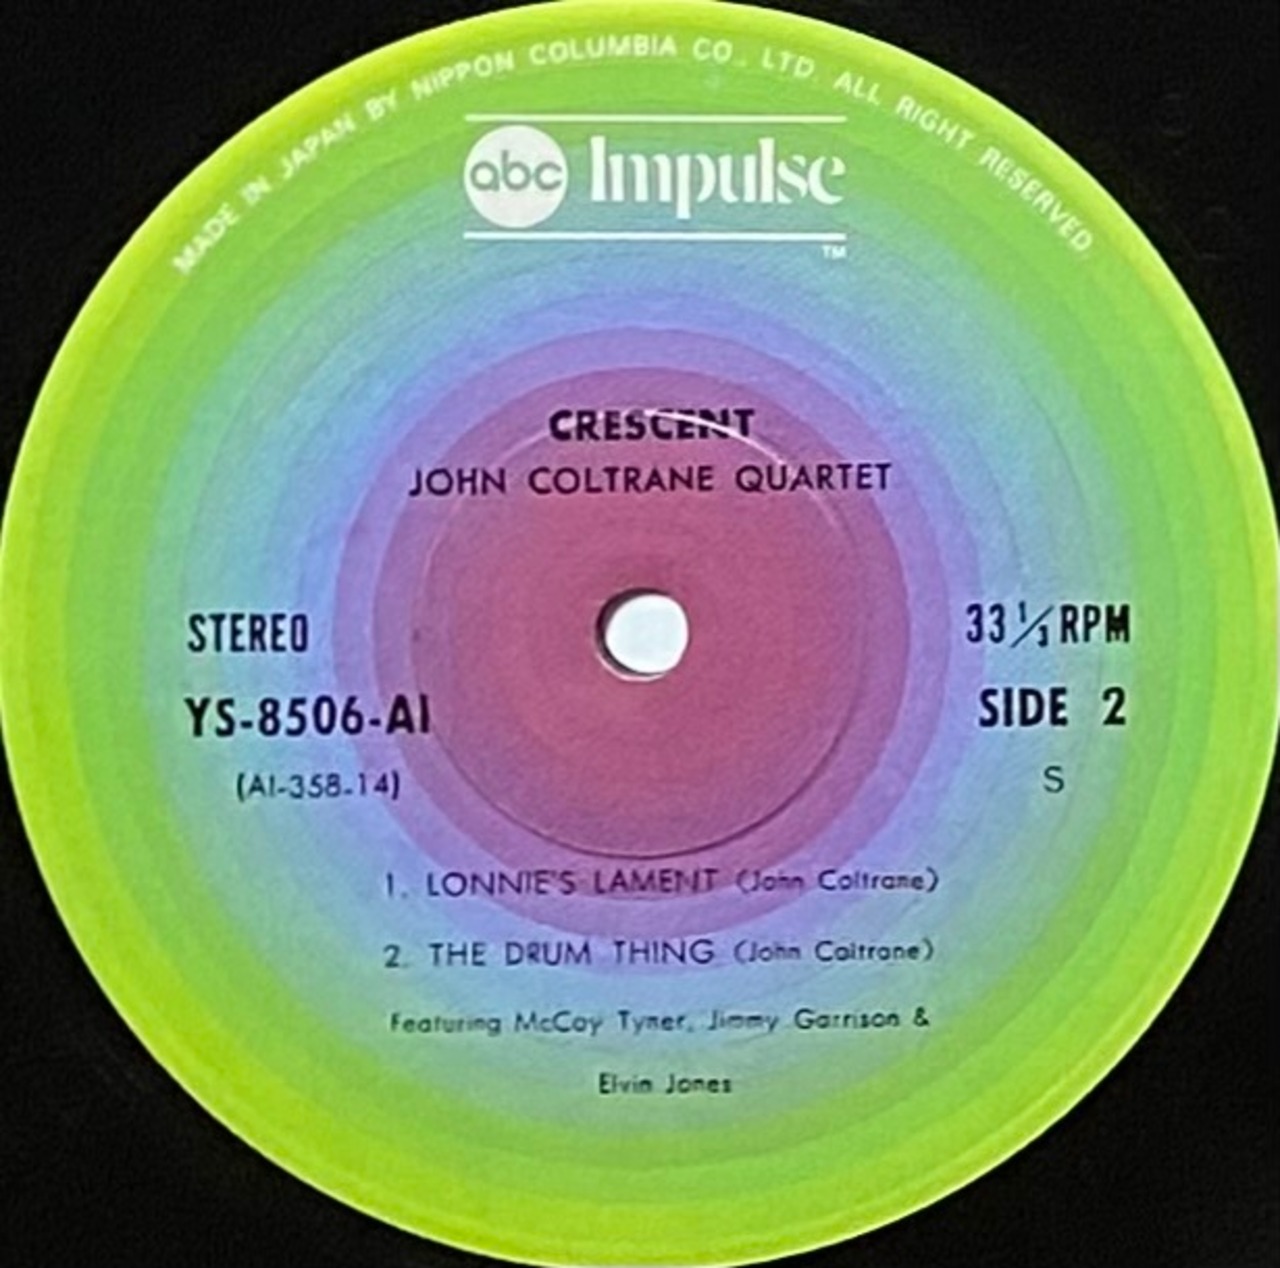 MADE IN JAPAN BY NIPPON COLUMBIA CO., LTD. ALL RIGHT RESERVED.
abc Impulse
TM
CRESCENT
JOHN COLTRANE QUARTET
STEREO
33 1/3 RPM
YS-8506-AI
SIDE 2
(AI-358-14)
S
1. LONNIE'S LAMENT (John Coltrane)
2. THE DRUM THING (John Coltrane)
Featuring McCoy Tyner, Jimmy Garrison &
Elvin Jones